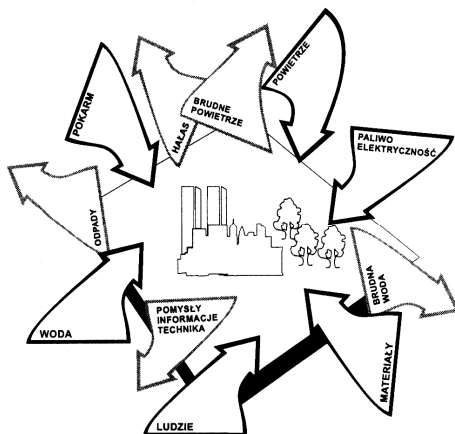 POKARM
HAŁAS
BRUDNE
POWIETRZE
POWIETRZE
PALIWO
ELEKTRYCZNOŚĆ
ODPADY
BRUDNA
WODA
WODA
POMYSŁY
INFORMACJE
TECHNIKA
MATERIAŁY
LUDZIE